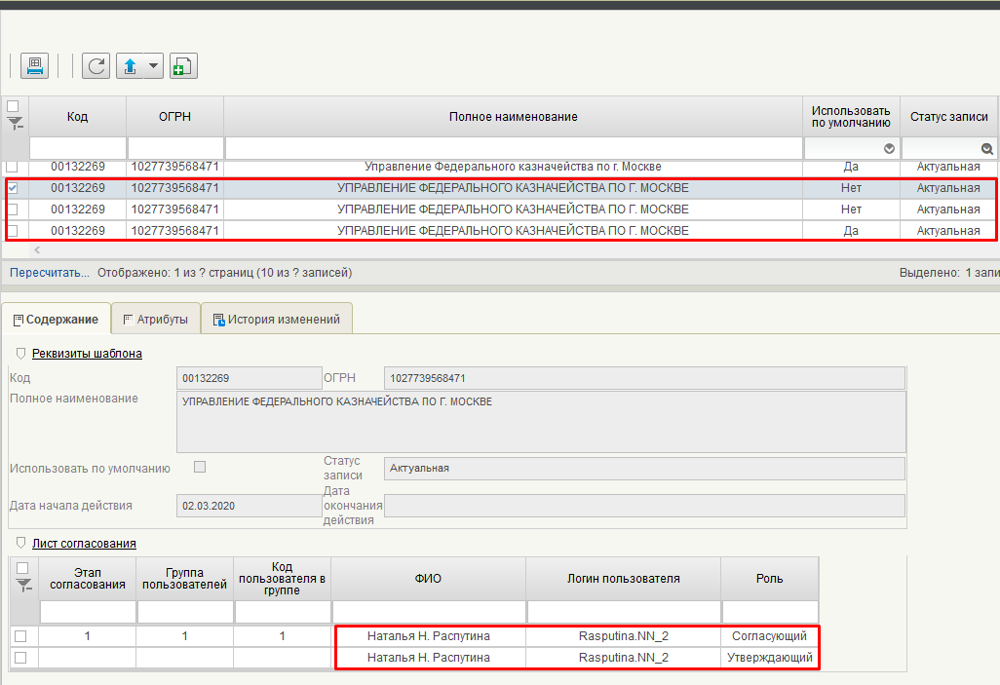 Код ОГРН Полное наименование Использовать по умолчанию Статус записи
00132269 1027739568471 Управление Федерального казначейства по г. Москве Да Актуальная
00132269 1027739568471 УПРАВЛЕНИЕ ФЕДЕРАЛЬНОГО КАЗНАЧЕЙСТВА ПО Г. МОСКВЕ Нет Актуальная
00132269 1027739568471 УПРАВЛЕНИЕ ФЕДЕРАЛЬНОГО КАЗНАЧЕЙСТВА ПО Г. МОСКВЕ Нет Актуальная
00132269 1027739568471 УПРАВЛЕНИЕ ФЕДЕРАЛЬНОГО КАЗНАЧЕЙСТВА ПО Г. МОСКВЕ Да Актуальная
Пересчитать... Отображено: 1 из ? страниц (10 из ? записей) Выделено: 1 запи
Содержание Атрибуты История изменений
Реквизиты шаблона
Код 00132269 ОГРН 1027739568471
Полное наименование УПРАВЛЕНИЕ ФЕДЕРАЛЬНОГО КАЗНАЧЕЙСТВА ПО Г. МОСКВЕ
Использовать по умолчанию Статус записи Актуальная
Дата начала действия 02.03.2020 Дата окончания действия
Лист согласования
Этап согласования Группа пользователей Код пользователя в группе ФИО Логин пользователя Роль
1 1 1 Наталья Н. Распутина Rasputina.NN_2 Согласующий
Наталья Н. Распутина Rasputina.NN_2 Утверждающий